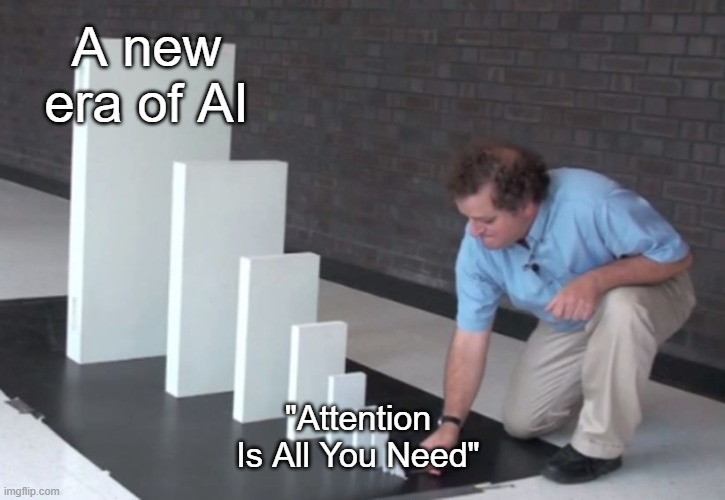 A new
era of AI
"Attention
Is All You Need"
imgflip.com